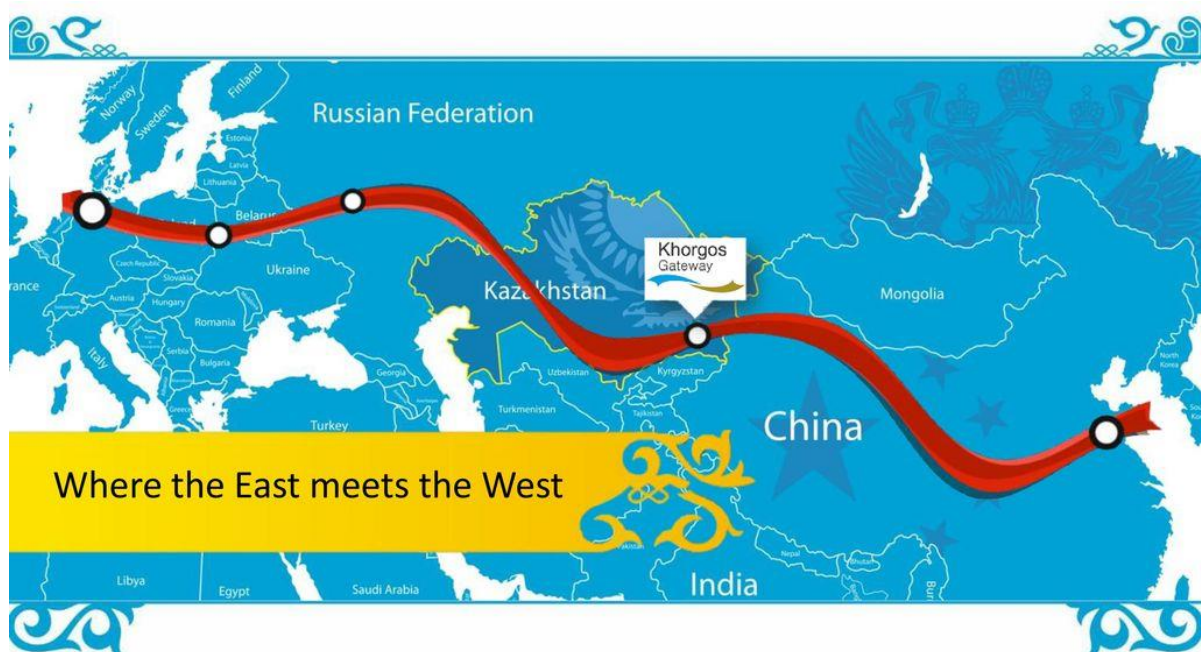 Finland
Norway
Sweden
Russian Federation
Estonia
Latvia
Lithuania
Belarus
Khorgos
Gateway
Czech Republic
Ukraine
Slovakia
rance
Austria
Hungary
Kazakhstan
Mongolia
Romania
Italy
Serbia
Bulgaria
North
Korea
Georgia
Uzbekistan
Kyrgyzstan
Greece
Turkmenistan
Tajikistan
Turkey
China
Where the East meets the West
Nepal
Bhutan
Libya
Egypt
Saudi Arabia
India